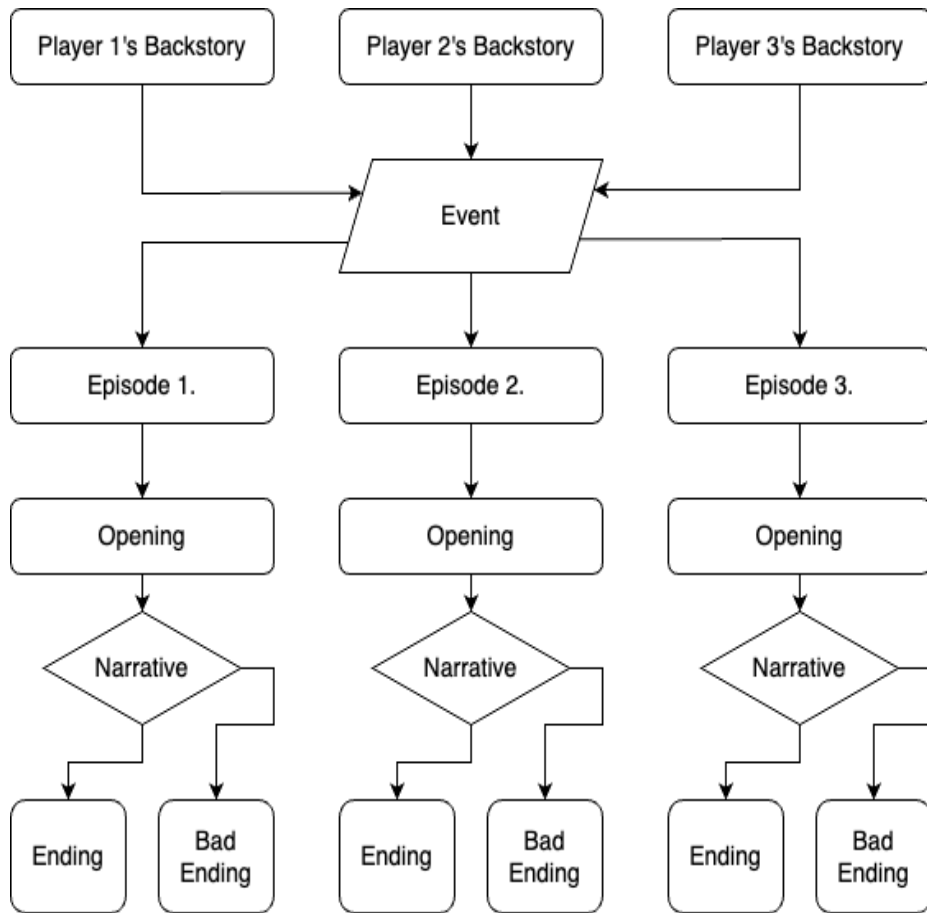 Player 1's Backstory
Player 2's Backstory
Player 3's Backstory
Event
Episode 1.
Episode 2.
Episode 3.
Opening
Opening
Opening
Narrative
Narrative
Narrative
Ending
Bad
Ending
Ending
Bad
Ending
Ending
Bad
Ending